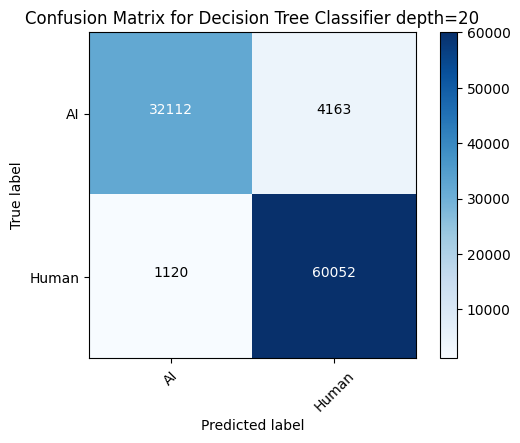 Confusion Matrix for Decision Tree Classifier depth=20
AI
32112
4163
Human
1120
60052
True label
AI
Human
Predicted label
60000
50000
40000
30000
20000
10000